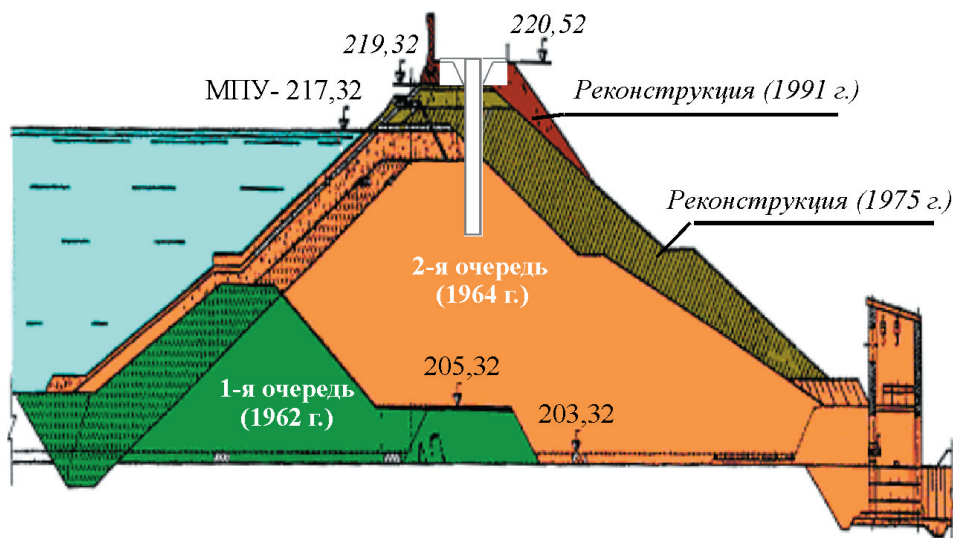 219,32
220,52
МПУ- 217,32
Реконструкция (1991 г.)
Реконструкция (1975 г.)
2-я очередь
(1964 г.)
1-я очередь
(1962 г.)
205,32
203,32